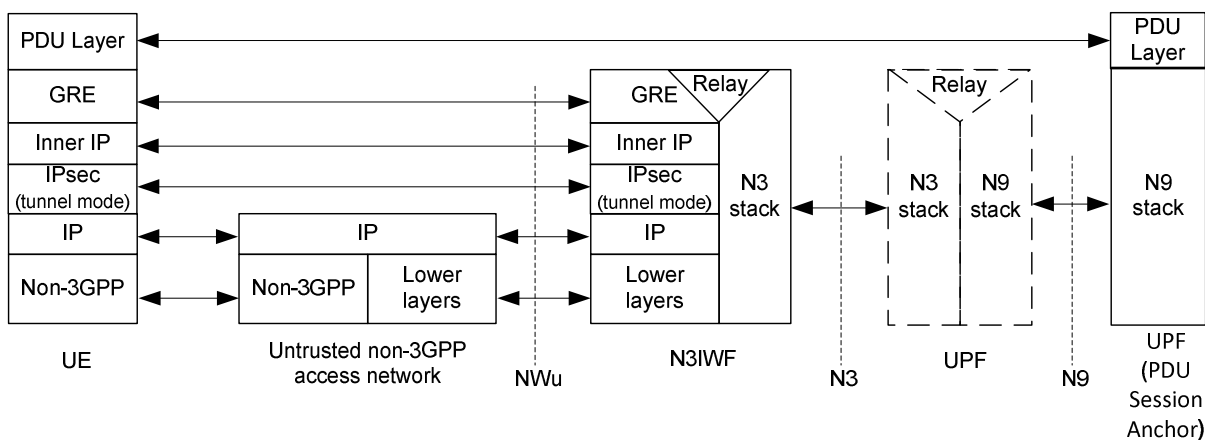 PDU Layer
GRE
Inner IP
IPsec
(tunnel mode)
IP
Non-3GPP
UE
IP
Non-3GPP
Lower
layers
Untrusted non-3GPP
access network
NWu
GRE
Relay
Inner IP
IPsec
(tunnel mode)
IP
Lower
layers
N3
stack
N3IWF
N3
Relay
N3
stack
N9
stack
UPF
N9
PDU
Layer
N9
stack
UPF
(PDU
Session
Anchor)